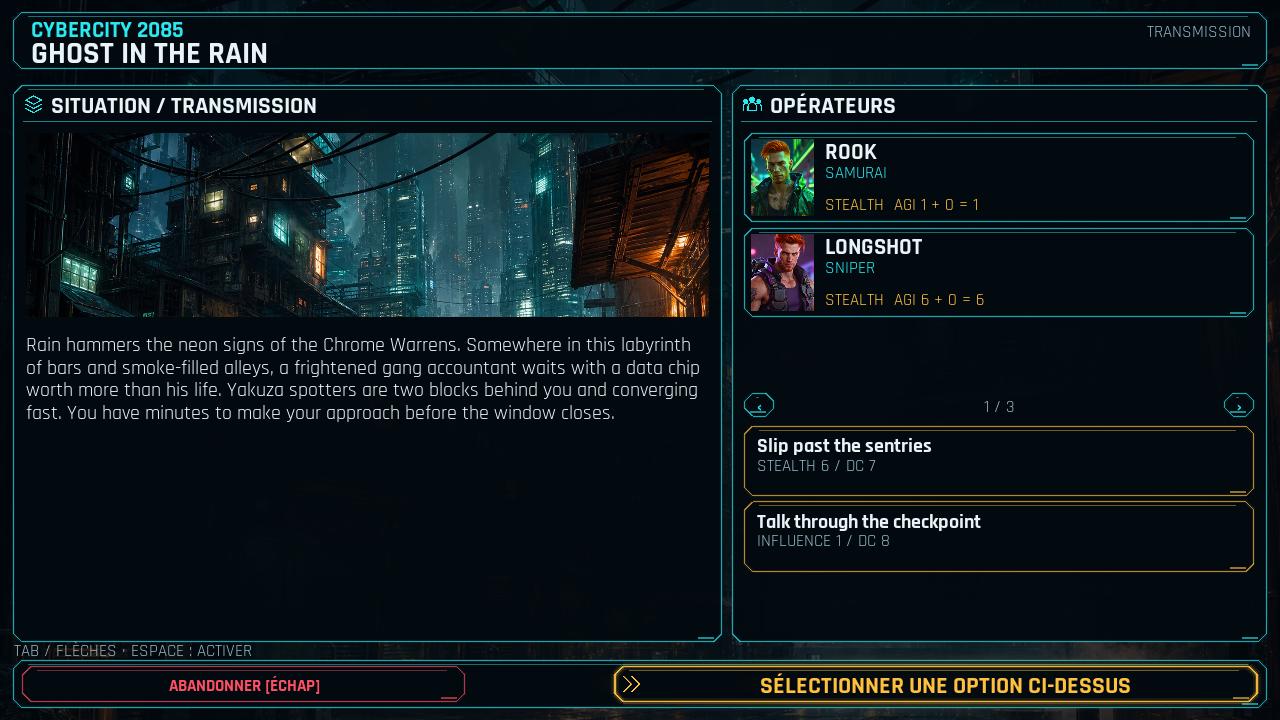 CYBERCITY 2085
GHOST IN THE RAIN
TRANSMISSION
SITUATION / TRANSMISSION
Rain hammers the neon signs of the Chrome Warrens. Somewhere in this labyrinth
of bars and smoke-filled alleys, a frightened gang accountant waits with a data chip
worth more than his life. Yakuza spotters are two blocks behind you and converging
fast. You have minutes to make your approach before the window closes.
OPÉRATEURS
ROOK
SAMURAI
STEALTH AGI 1 + 0 = 1
LONGSHOT
SNIPER
STEALTH AGI 6 + 0 = 6
‹ 1 / 3 ›
Slip past the sentries
STEALTH 6 / DC 7
Talk through the checkpoint
INFLUENCE 1 / DC 8
TAB / FLÈCHES · ESPACE : ACTIVER
ABANDONNER [ÉCHAP]
SÉLECTIONNER UNE OPTION CI-DESSUS